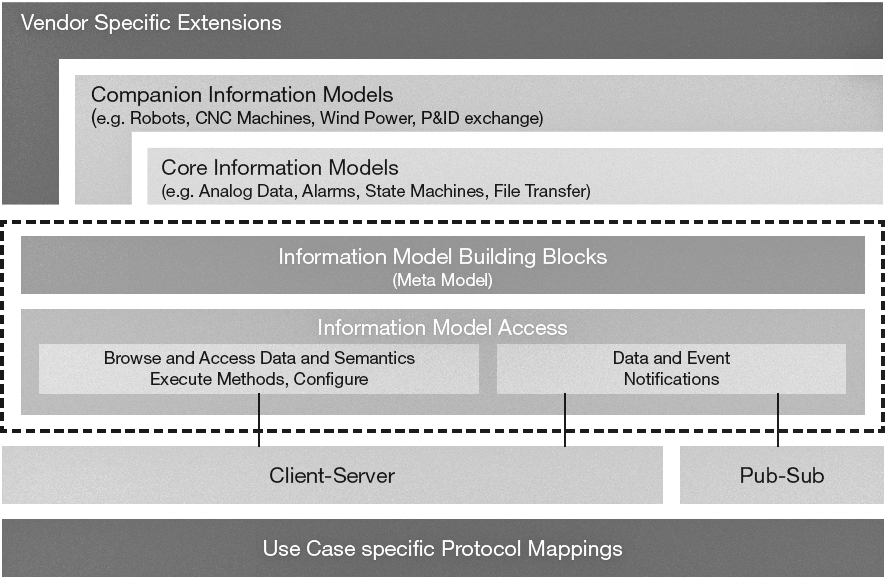 Vendor Specific Extensions
Companion Information Models
(e.g. Robots, CNC Machines, Wind Power, P&ID exchange)
Core Information Models
(e.g. Analog Data, Alarms, State Machines, File Transfer)
Information Model Building Blocks
(Meta Model)
Information Model Access
Browse and Access Data and Semantics
Execute Methods, Configure
Data and Event
Notifications
Client-Server
Pub-Sub
Use Case specific Protocol Mappings